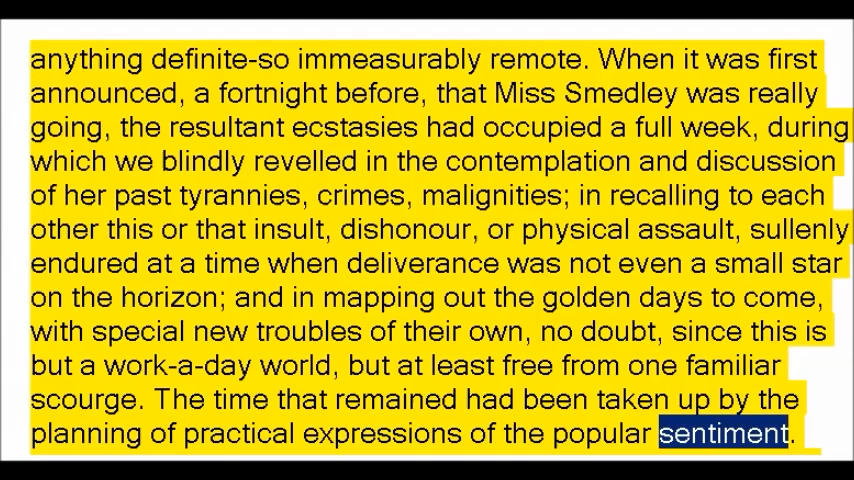 anything definite-so immeasurably remote. When it was first
announced, a fortnight before, that Miss Smedley was really
going, the resultant ecstasies had occupied a full week, during
which we blindly revelled in the contemplation and discussion
of her past tyrannies, crimes, malignities; in recalling to each
other this or that insult, dishonour, or physical assault, sullenly
endured at a time when deliverance was not even a small star
on the horizon; and in mapping out the golden days to come,
with special new troubles of their own, no doubt, since this is
but a work-a-day world, but at least free from one familiar
scourge. The time that remained had been taken up by the
planning of practical expressions of the popular sentiment.